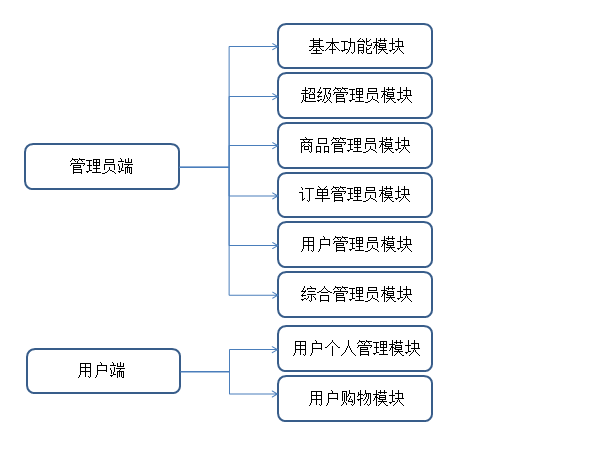 基本功能模块
超级管理员模块
商品管理员模块
管理员端
订单管理员模块
用户管理员模块
综合管理员模块
用户个人管理模块
用户端
用户购物模块